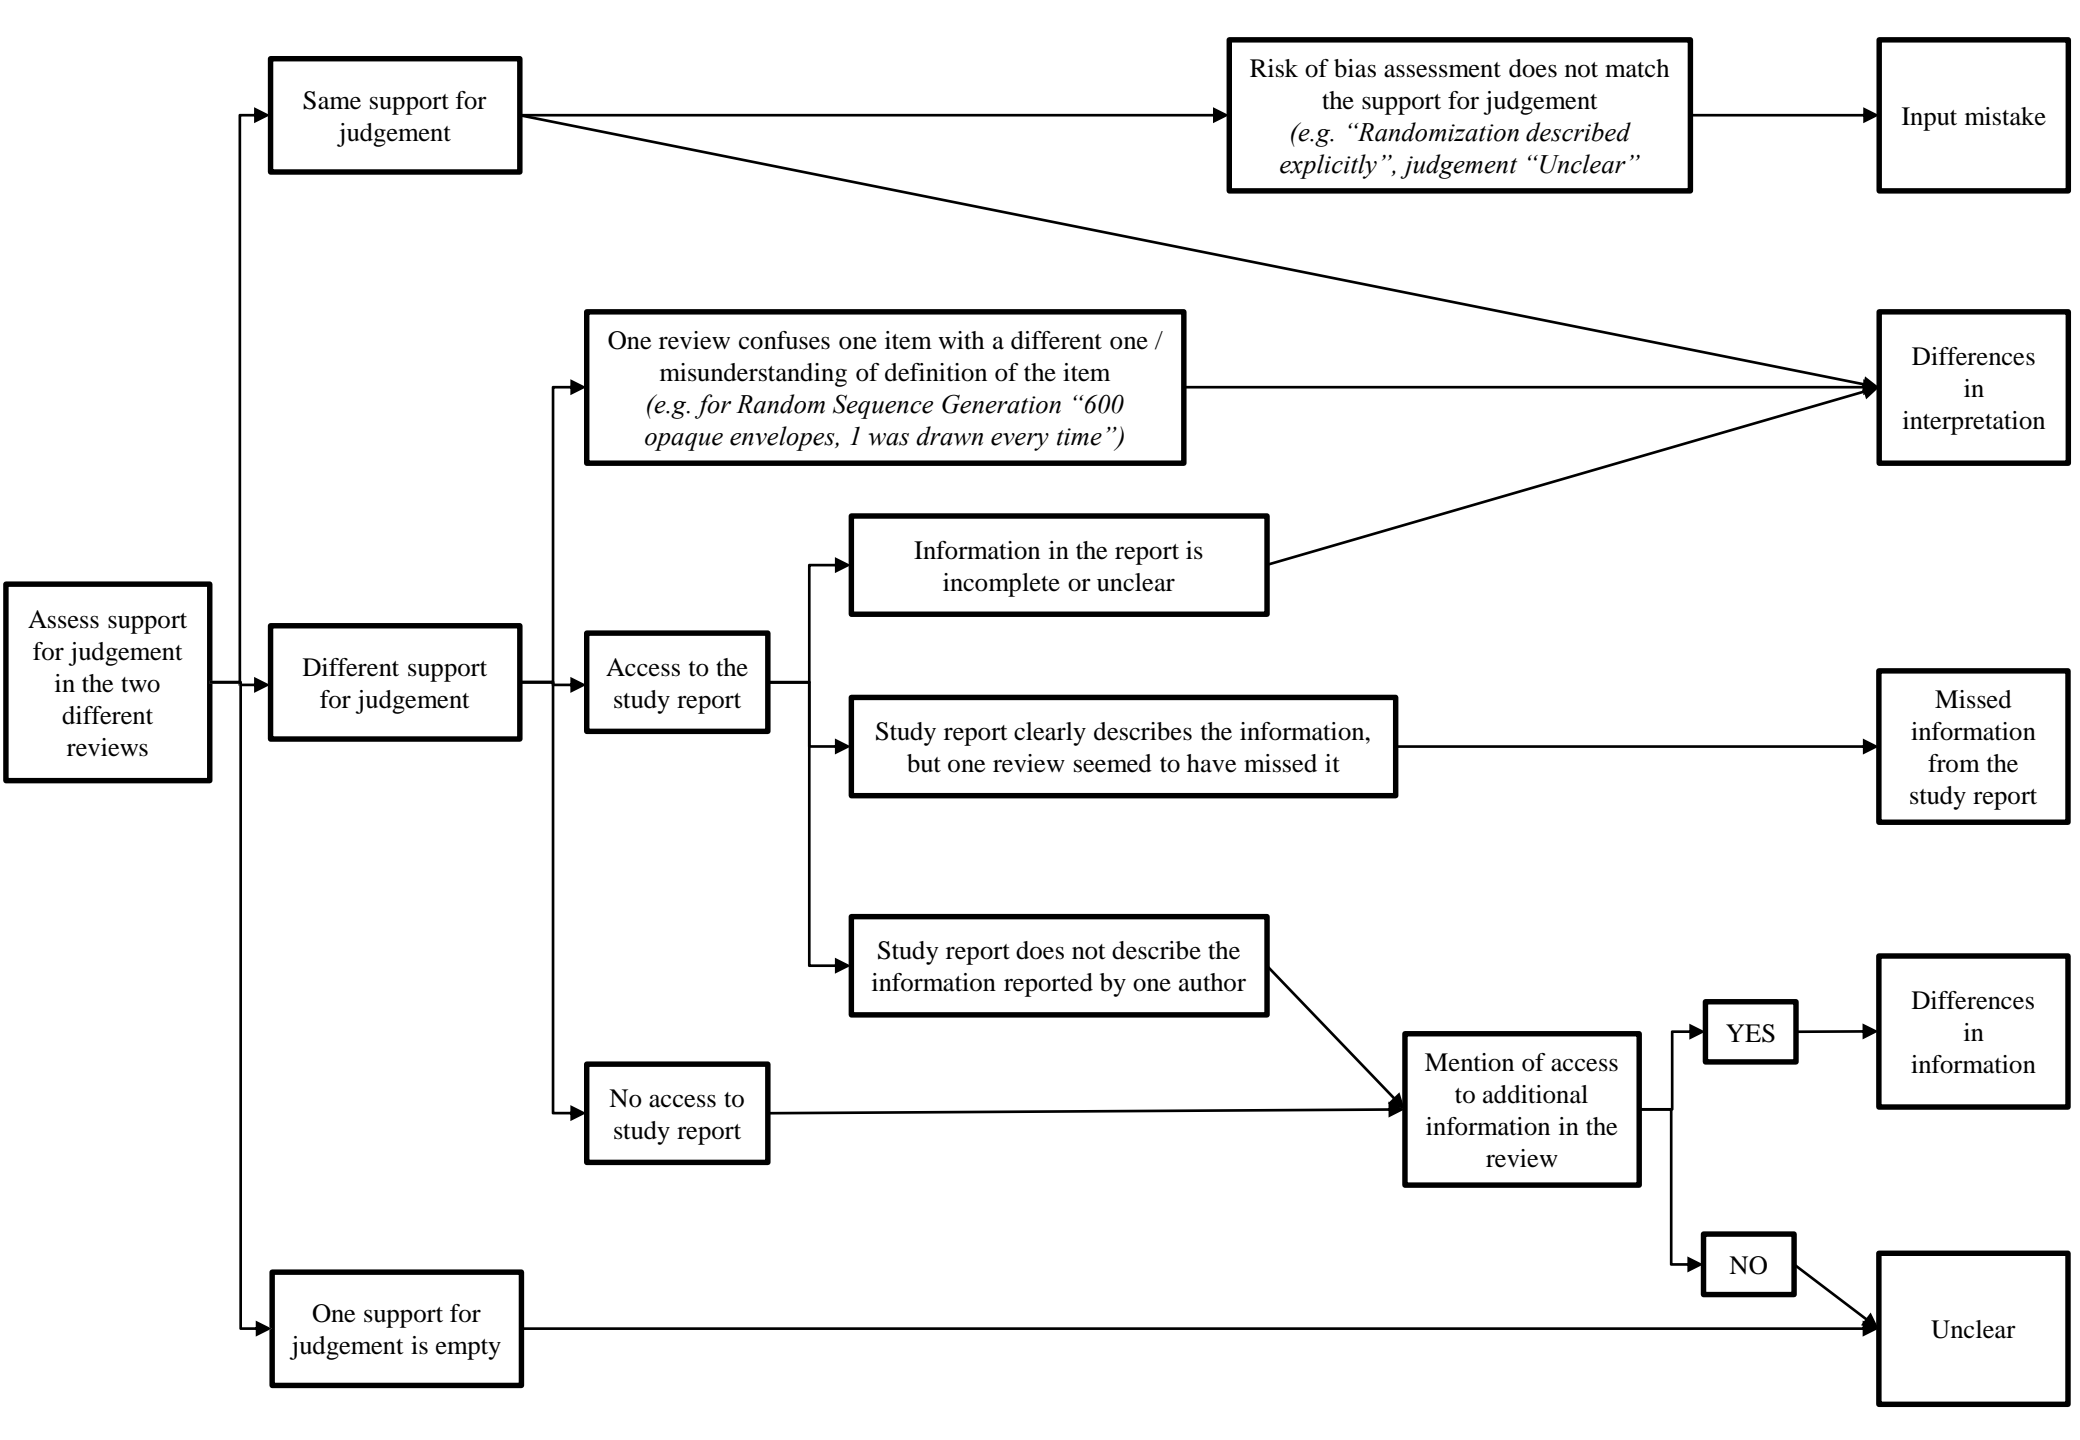 Same support for
judgement
Risk of bias assessment does not match
the support for judgement
(e.g. “Randomization described
explicitly”, judgement “Unclear”
Input mistake
One review confuses one item with a different one /
misunderstanding of definition of the item
(e.g. for Random Sequence Generation “600
opaque envelopes, 1 was drawn every time”)
Differences
in
interpretation
Information in the report is
incomplete or unclear
Assess support
for judgement
in the two
different
reviews
Different support
for judgement
Access to the
study report
Study report clearly describes the information,
but one review seemed to have missed it
Missed
information
from the
study report
Study report does not describe the
information reported by one author
No access to
study report
Mention of access
to additional
information in the
review
YES
Differences
in
information
NO
One support for
judgement is empty
Unclear